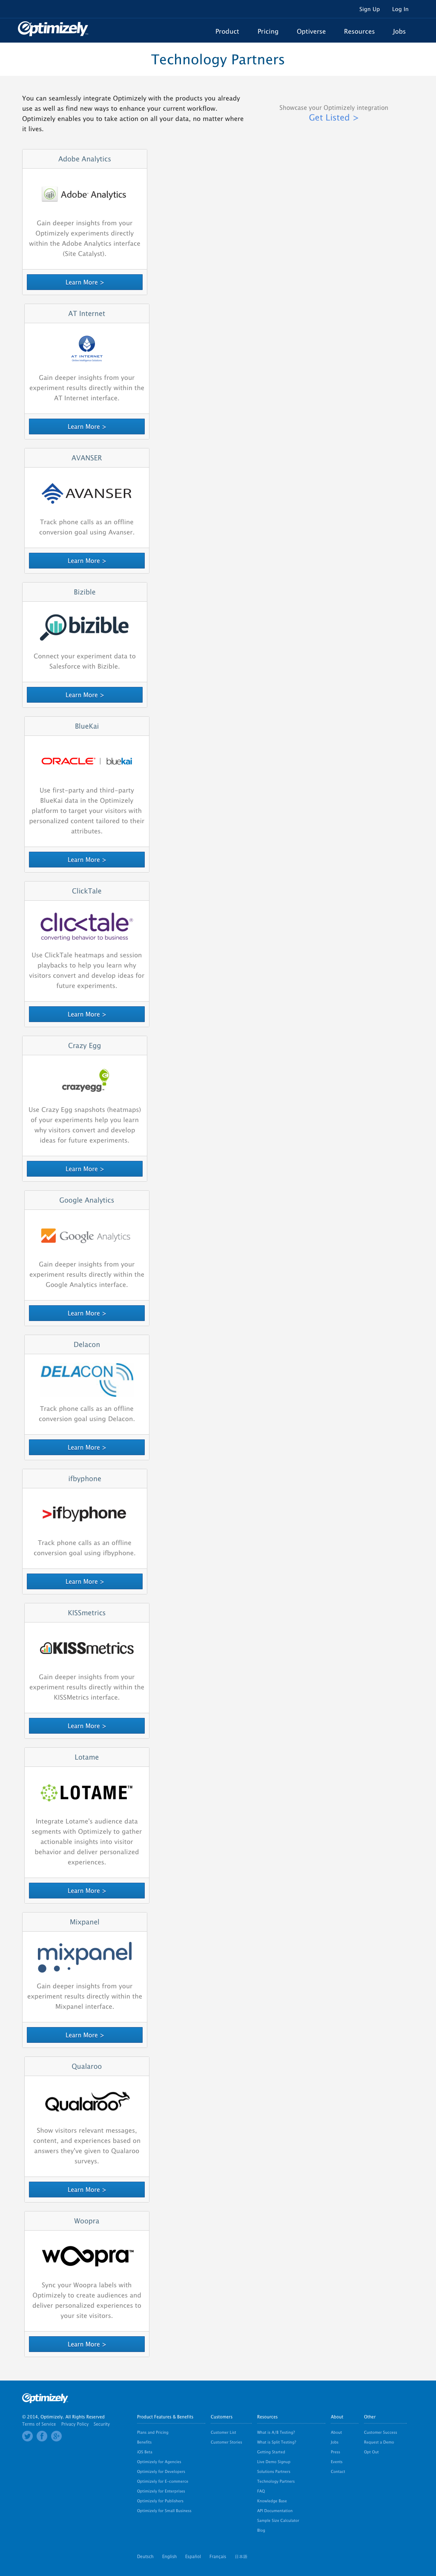 Sign Up Log In
Optimizely
Product Pricing Optiverse Resources Jobs
Technology Partners
You can seamlessly integrate Optimizely with the products you already
use as well as find new ways to enhance your current workflow.
Optimizely enables you to take action on all your data, no matter where
it lives.
Showcase your Optimizely integration
Get Listed >
Adobe Analytics
Adobe Analytics
Gain deeper insights from your
Optimizely experiments directly
within the Adobe Analytics interface
(Site Catalyst).
Learn More >
AT Internet
AT INTERNET
Gain deeper insights from your
experiment results directly within the
AT Internet interface.
Learn More >
AVANSER
AVANSER
Track phone calls as an offline
conversion goal using Avanser.
Learn More >
Bizible
bizible
Connect your experiment data to
Salesforce with Bizible.
Learn More >
BlueKai
ORACLE | bluekai
Use first-party and third-party
BlueKai data in the Optimizely
platform to target your visitors with
personalized content tailored to their
attributes.
Learn More >
ClickTale
clicktale
converting behavior to business
Use ClickTale heatmaps and session
playbacks to help you learn why
visitors convert and develop ideas for
future experiments.
Learn More >
Crazy Egg
crazyegg
Use Crazy Egg snapshots (heatmaps)
of your experiments help you learn
why visitors convert and develop
ideas for future experiments.
Learn More >
Google Analytics
Google Analytics
Gain deeper insights from your
experiment results directly within the
Google Analytics interface.
Learn More >
Delacon
DELACON
Track phone calls as an offline
conversion goal using Delacon.
Learn More >
ifbyphone
>ifbyphone
Track phone calls as an offline
conversion goal using ifbyphone.
Learn More >
KISSmetrics
KISSmetrics
Gain deeper insights from your
experiment results directly within the
KISSMetrics interface.
Learn More >
Lotame
LOTAME™
Integrate Lotame's audience data
segments with Optimizely to gather
actionable insights into visitor
behavior and deliver personalized
experiences.
Learn More >
Mixpanel
mixpanel
Gain deeper insights from your
experiment results directly within the
Mixpanel interface.
Learn More >
Qualaroo
Qualaroo
Show visitors relevant messages,
content, and experiences based on
answers they've given to Qualaroo
surveys.
Learn More >
Woopra
woopra™
Sync your Woopra labels with
Optimizely to create audiences and
deliver personalized experiences to
your site visitors.
Learn More >
Optimizely
© 2014, Optimizely. All Rights Reserved
Terms of Service Privacy Policy Security
Product Features & Benefits
Plans and Pricing
Benefits
iOS Beta
Optimizely for Agencies
Optimizely for Developers
Optimizely for E-commerce
Optimizely for Enterprises
Optimizely for Publishers
Optimizely for Small Business
Customers
Customer List
Customer Stories
Resources
What is A/B Testing?
What is Split Testing?
Getting Started
Live Demo Signup
Solutions Partners
Technology Partners
FAQ
Knowledge Base
API Documentation
Sample Size Calculator
Blog
About
About
Jobs
Press
Events
Contact
Other
Customer Success
Request a Demo
Opt Out
Deutsch English Español Français 日本語